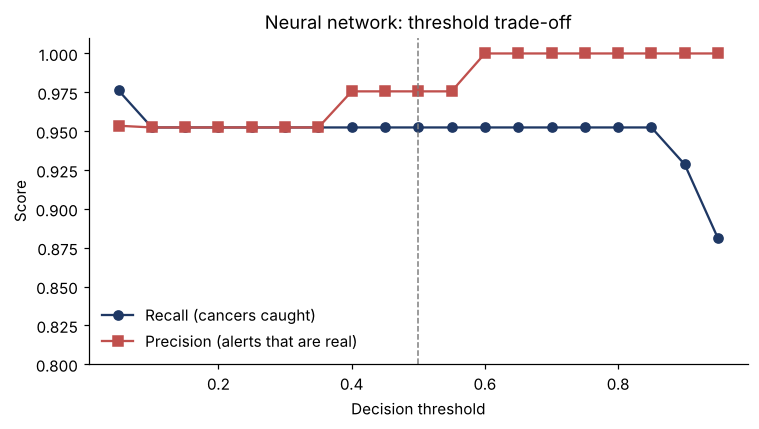 Neural network: threshold trade-off
1.000
0.975
0.950
0.925
0.900
0.875
0.850
0.825
0.800
Score
Recall (cancers caught)
Precision (alerts that are real)
0.2 0.4 0.6 0.8
Decision threshold